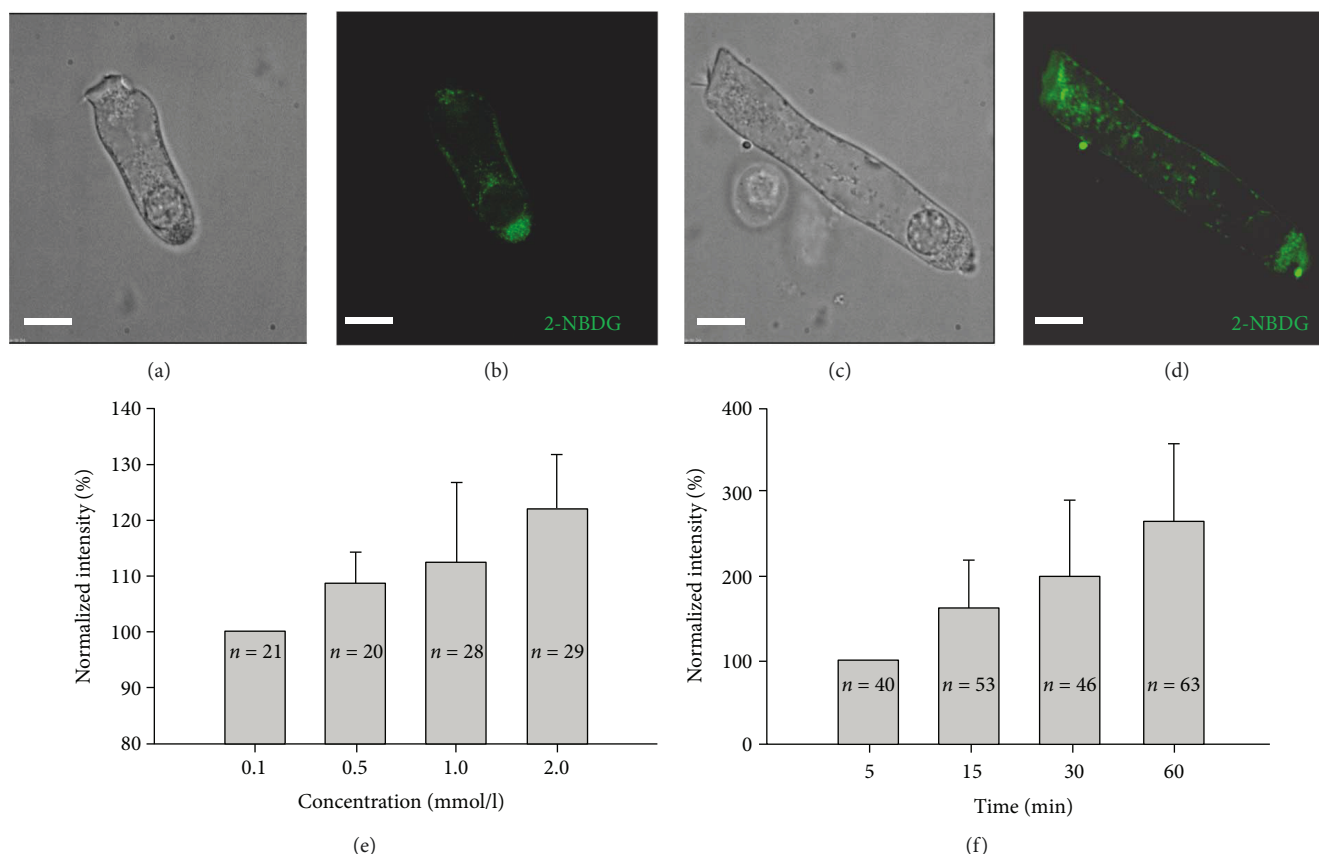 2-NBDG
2-NBDG
(a)
(b)
(c)
(d)
Normalized intensity (%)
140
130
120
110
100
90
80
n = 21
n = 20
n = 28
n = 29
0.1
0.5
1.0
2.0
Concentration (mmol/l)
(e)
Normalized intensity (%)
400
300
200
100
0
n = 40
n = 53
n = 46
n = 63
5
15
30
60
Time (min)
(f)